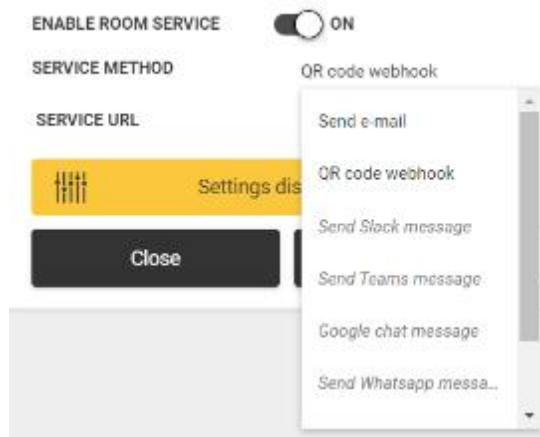 ENABLE ROOM SERVICE ON
SERVICE METHOD QR code webhook
SERVICE URL
Send e-mail
QR code webhook
Settings dis
Send Slack message
Close
Send Teams message
Google chat message
Send Whatsapp messa...